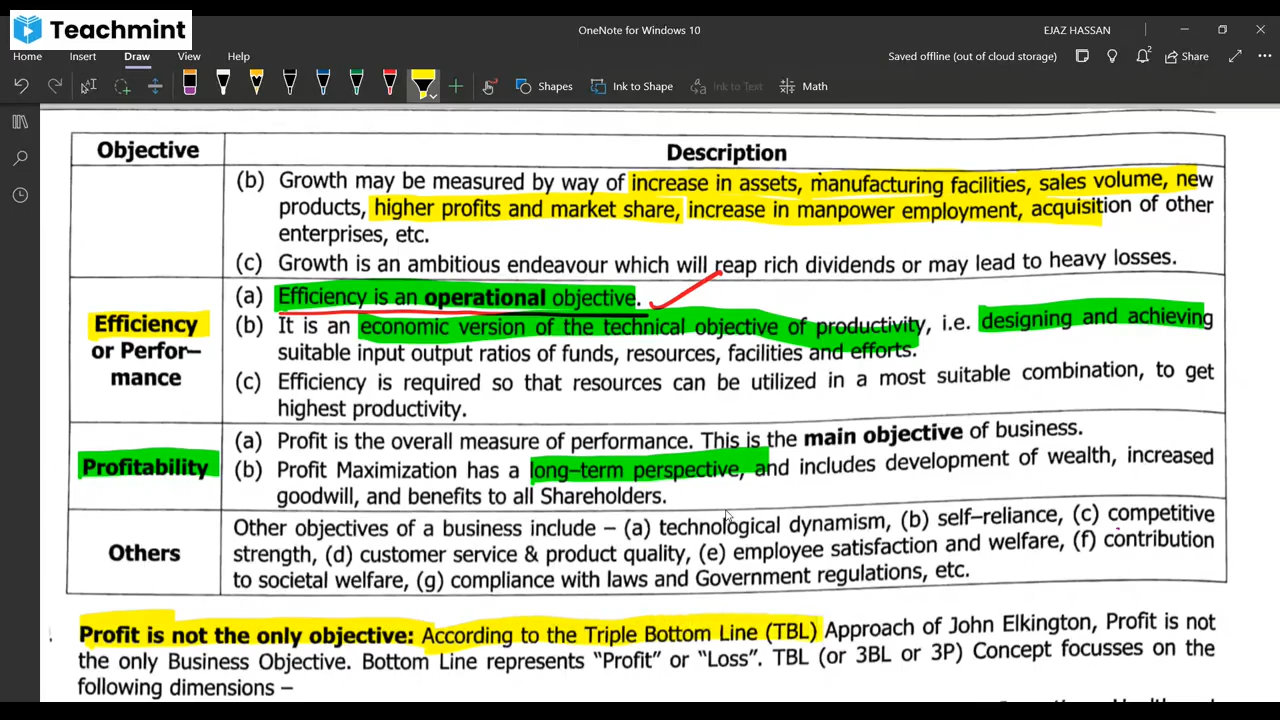 Teachmint
OneNote for Windows 10
EJAZ HASSAN
Home Insert Draw View Help
Saved offline (out of cloud storage)
Share
Shapes Ink to Shape Ink to Text Math
Objective Description
(b) Growth may be measured by way of increase in assets, manufacturing facilities, sales volume, new
products, higher profits and market share, increase in manpower employment, acquisition of other
enterprises, etc.
(c) Growth is an ambitious endeavour which will reap rich dividends or may lead to heavy losses.
Efficiency
or Perfor–
mance
(a) Efficiency is an operational objective.
(b) It is an economic version of the technical objective of productivity, i.e. designing and achieving
suitable input output ratios of funds, resources, facilities and efforts.
(c) Efficiency is required so that resources can be utilized in a most suitable combination, to get
highest productivity.
Profitability
(a) Profit is the overall measure of performance. This is the main objective of business.
(b) Profit Maximization has a long–term perspective, and includes development of wealth, increased
goodwill, and benefits to all Shareholders.
Others
Other objectives of a business include – (a) technological dynamism, (b) self–reliance, (c) competitive
strength, (d) customer service & product quality, (e) employee satisfaction and welfare, (f) contribution
to societal welfare, (g) compliance with laws and Government regulations, etc.
Profit is not the only objective: According to the Triple Bottom Line (TBL) Approach of John Elkington, Profit is not
the only Business Objective. Bottom Line represents “Profit” or “Loss”. TBL (or 3BL or 3P) Concept focusses on the
following dimensions –